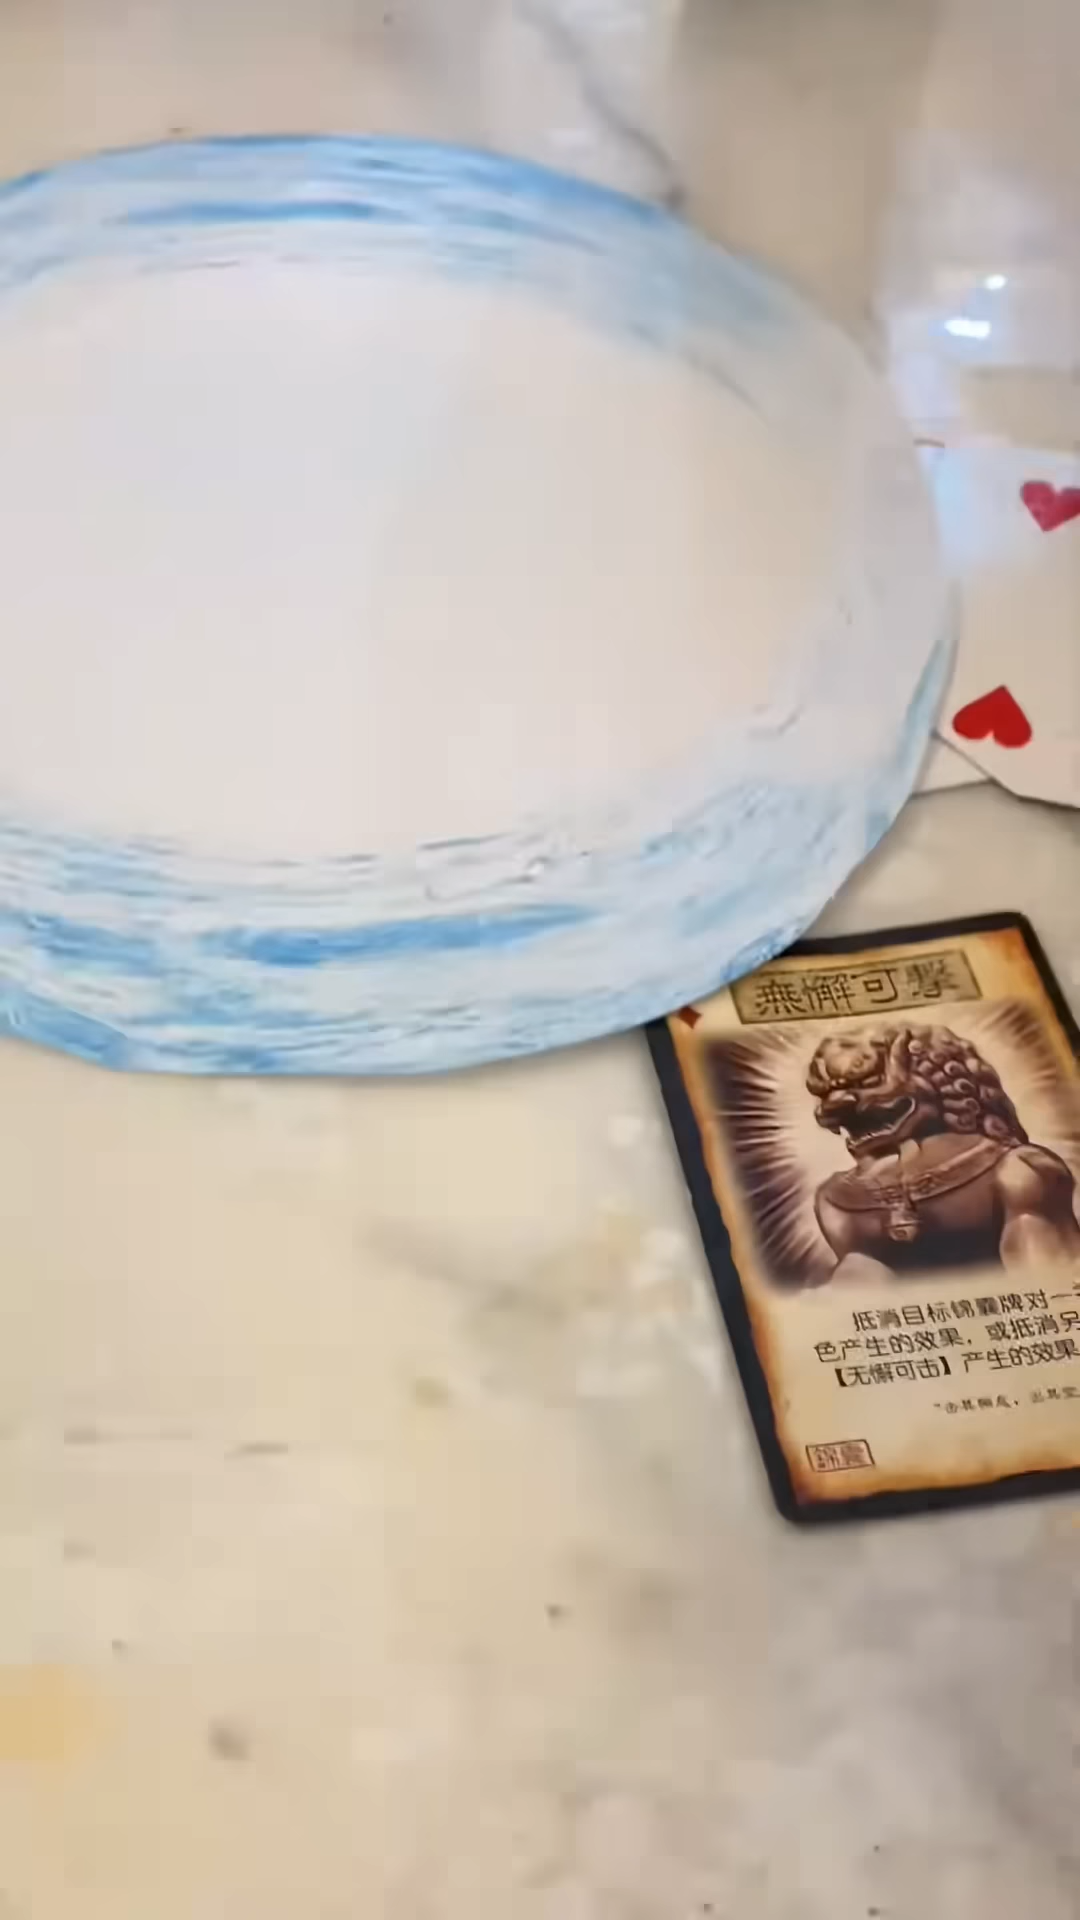 無懈可擊
抵消目标锦囊牌对一
色产生的效果，或抵消另
【无懈可击】产生的效果
锦囊